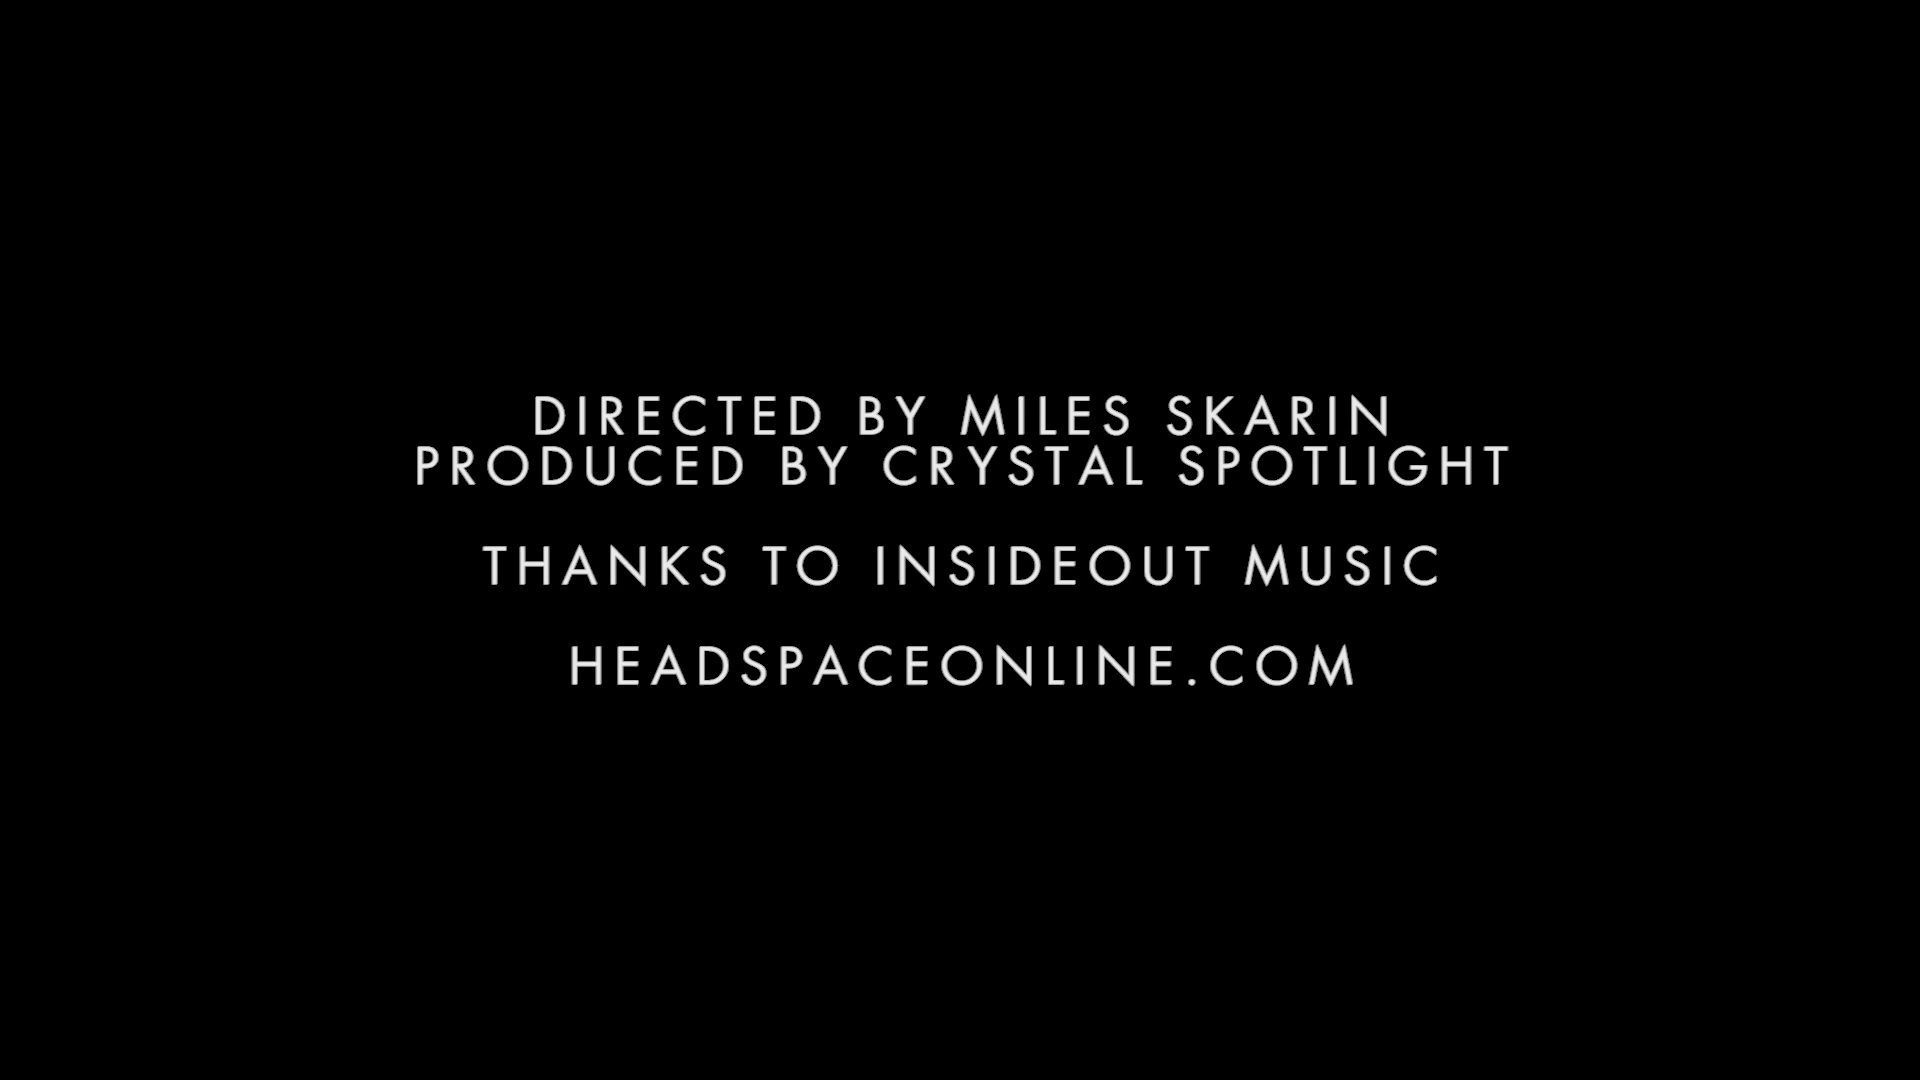 DIRECTED BY MILES SKARIN
PRODUCED BY CRYSTAL SPOTLIGHT
THANKS TO INSIDEOUT MUSIC
HEADSPACEONLINE.COM